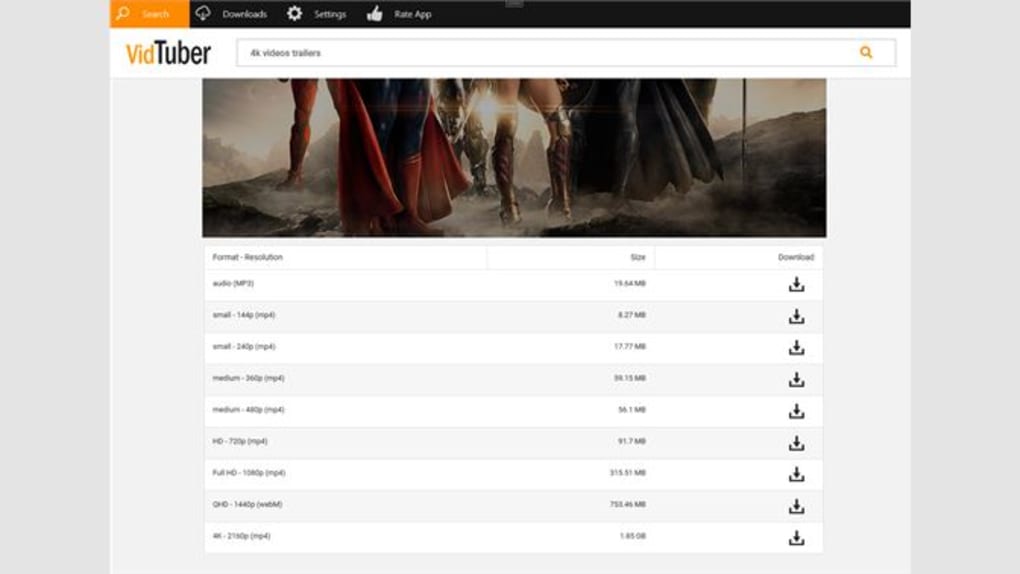 Search Downloads Settings Rate App
VidTuber 4k videos trailers
Format - Resolution Size Download
audio (MP3) 19.64 MB
small - 144p (mp4) 8.27 MB
small - 240p (mp4) 17.77 MB
medium - 360p (mp4) 59.15 MB
medium - 480p (mp4) 56.1 MB
HD - 720p (mp4) 91.7 MB
Full HD - 1080p (mp4) 315.51 MB
QHD - 1440p (webM) 753.46 MB
4K - 2160p (mp4) 1.85 GB